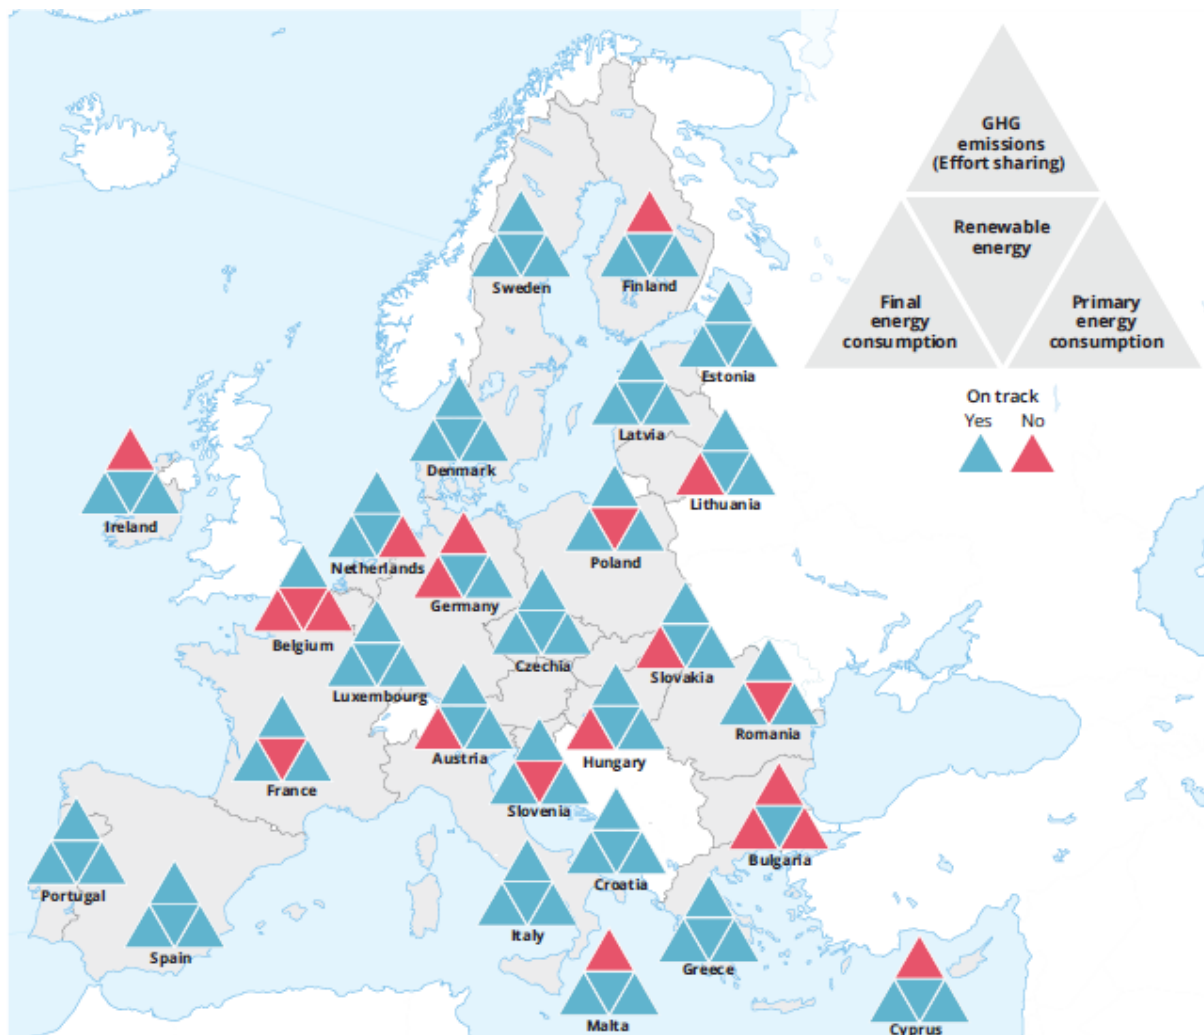 GHG
emissions
(Effort sharing)
Renewable
energy
Final
energy
consumption
Primary
energy
consumption
On track
Yes No
Sweden
Finland
Estonia
Latvia
Denmark
Lithuania
Ireland
Netherlands
Poland
Germany
Belgium
Czechia
Slovakia
Luxembourg
Romania
Austria
Hungary
France
Slovenia
Bulgaria
Croatia
Portugal
Italy
Spain
Greece
Malta
Cyprus